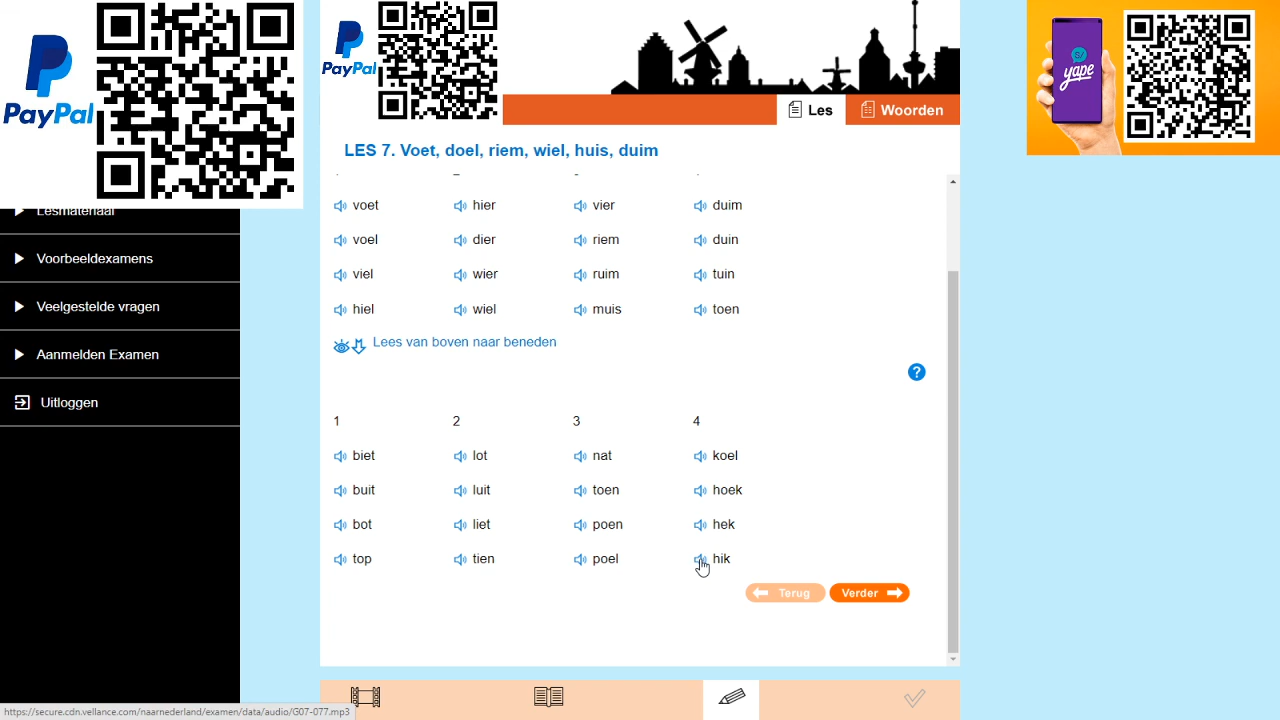 PayPal
PayPal
yape
Les
Woorden
LES 7. Voet, doel, riem, wiel, huis, duim
Lesmateriaal
Voorbeeldexamens
Veelgestelde vragen
Aanmelden Examen
Uitloggen
voet hier vier duim
voel dier riem duin
viel wier ruim tuin
hiel wiel muis toen
Lees van boven naar beneden
?
1 2 3 4
biet lot nat koel
buit luit toen hoek
bot liet poen hek
top tien poel hik
Terug Verder
https://secure.cdn.vellance.com/naarnederland/examen/data/audio/G07-077.mp3